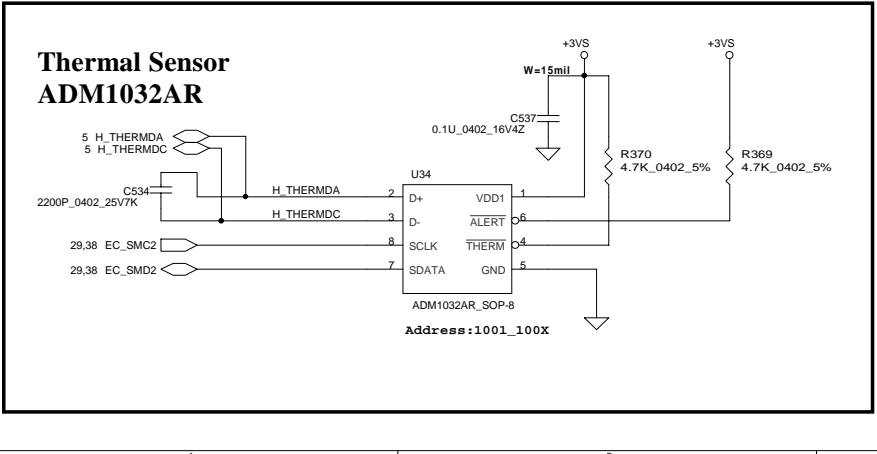 Thermal Sensor
ADM1032AR
+3VS
+3VS
W=15mil
C537
0.1U_0402_16V4Z
5 H_THERMDA
5 H_THERMDC
R370
4.7K_0402_5%
R369
4.7K_0402_5%
C534
2200P_0402_25V7K
U34
H_THERMDA
2
D+
VDD1
1
H_THERMDC
3
D-
ALERT
6
29,38 EC_SMC2
8
SCLK
THERM
4
29,38 EC_SMD2
7
SDATA
GND
5
ADM1032AR_SOP-8
Address:1001_100X